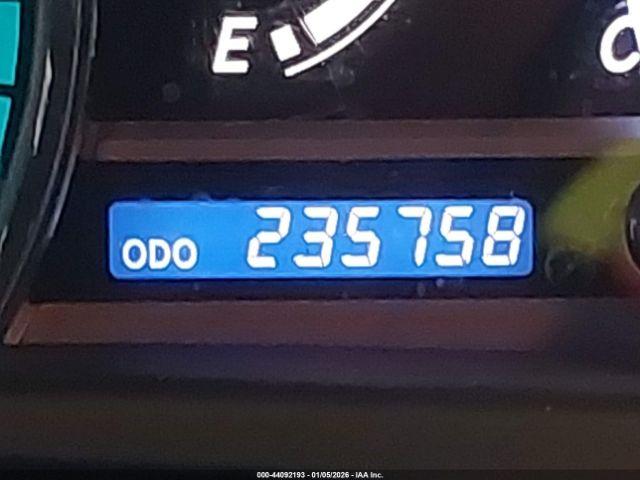 E
C
ODO 235758
000-44092193 - 01/05/2026 - IAA Inc.